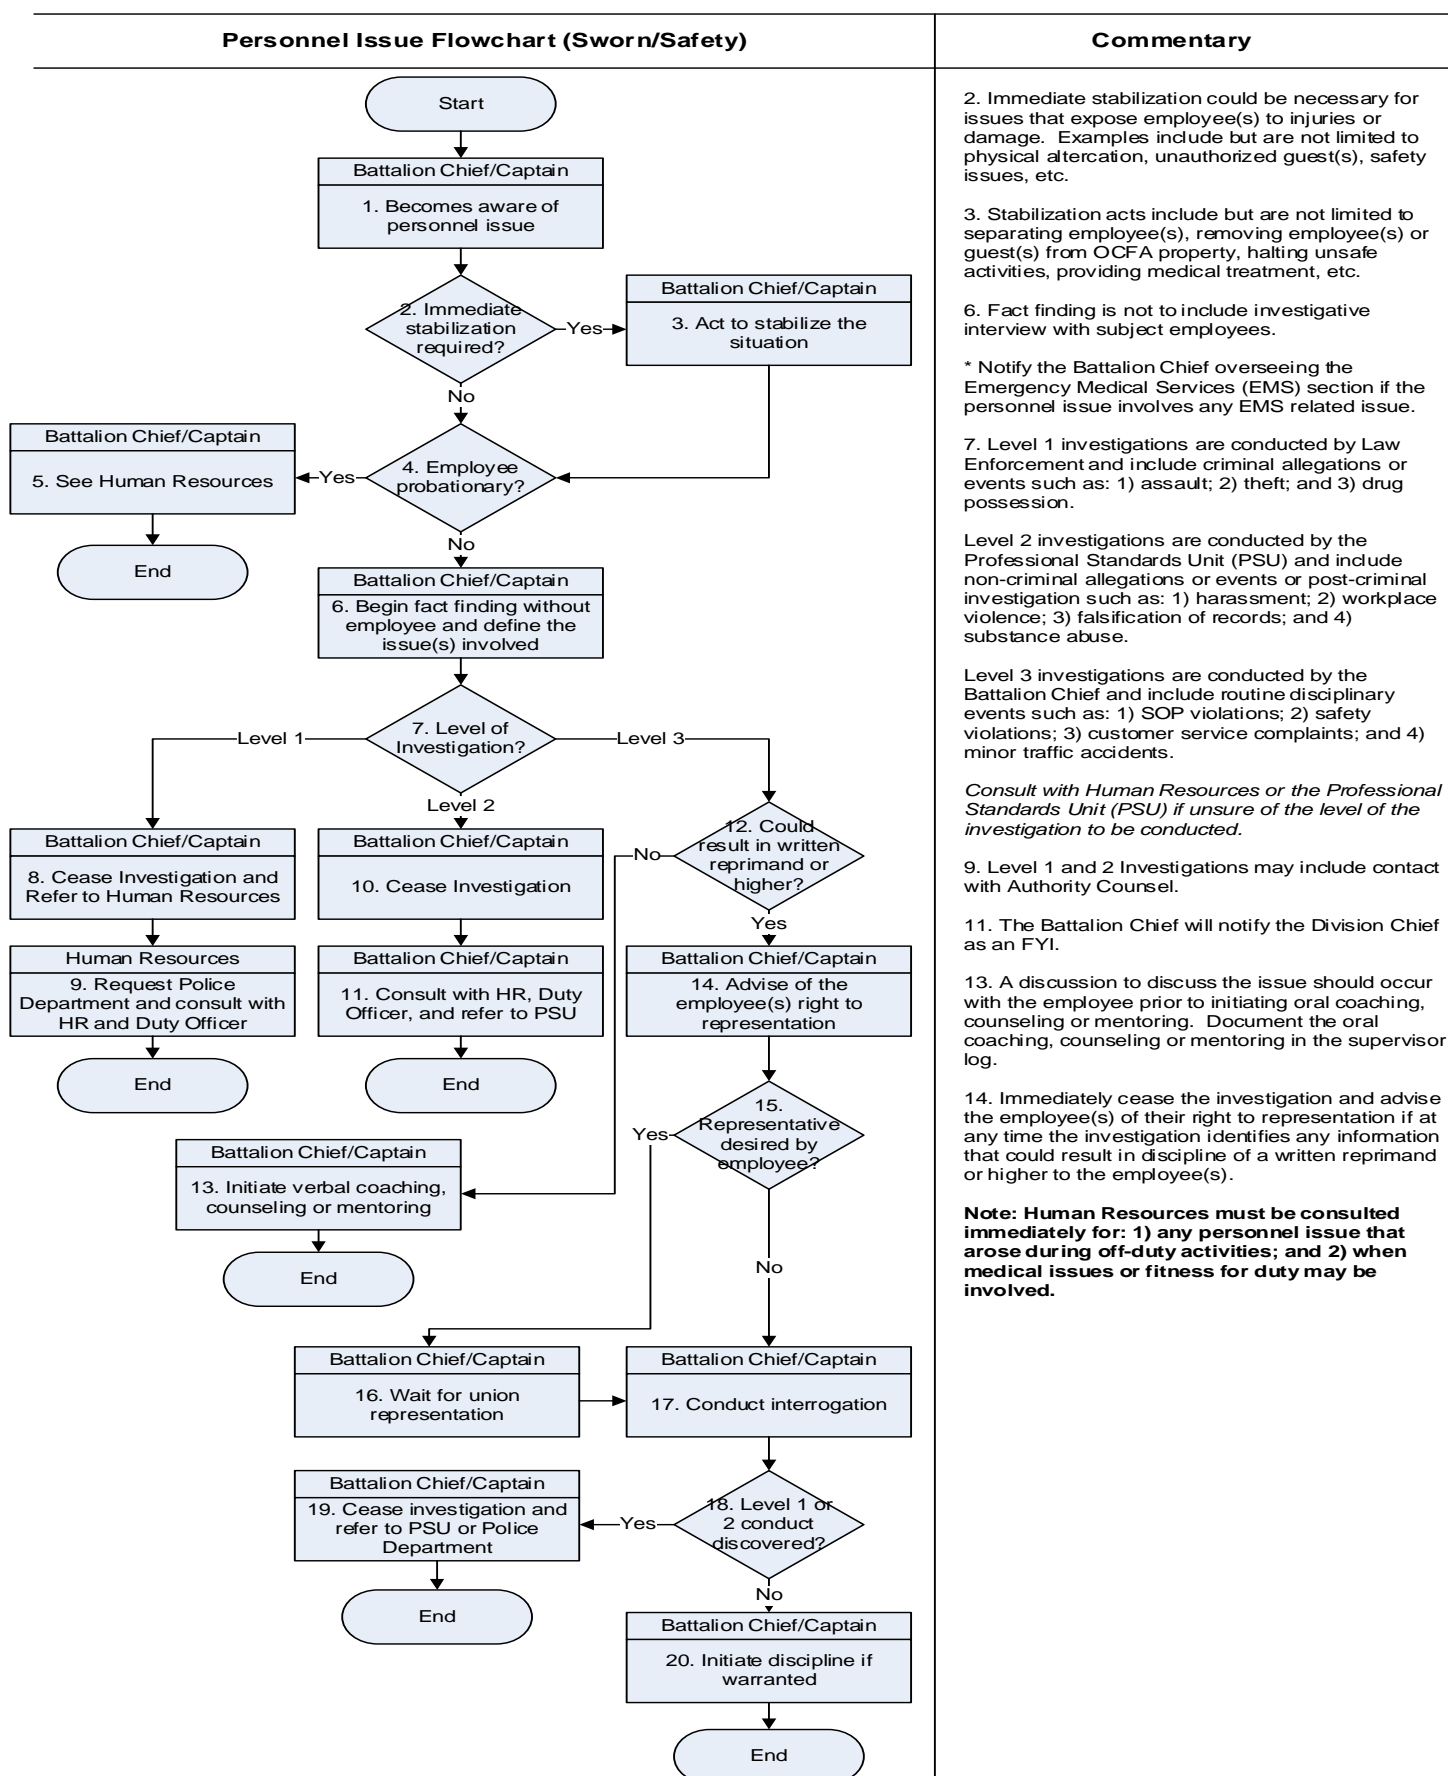 Personnel Issue Flowchart (Sworn/Safety)
Commentary
Start
Battalion Chief/Captain
1. Becomes aware of
personnel issue
2. Immediate
stabilization
required?
Yes
Battalion Chief/Captain
3. Act to stabilize the
situation
No
Battalion Chief/Captain
5. See Human Resources
Yes
4. Employee
probationary?
End
No
Battalion Chief/Captain
6. Begin fact finding without
employee and define the
issue(s) involved
7. Level of
Investigation?
Level 1
Level 3
Level 2
Battalion Chief/Captain
8. Cease Investigation and
Refer to Human Resources
Battalion Chief/Captain
10. Cease Investigation
No
12. Could
result in written
reprimand or
higher?
Yes
Human Resources
9. Request Police
Department and consult with
HR and Duty Officer
Battalion Chief/Captain
11. Consult with HR, Duty
Officer, and refer to PSU
Battalion Chief/Captain
14. Advise of the
employee(s) right to
representation
End
End
Yes
15.
Representative
desired by
employee?
Battalion Chief/Captain
13. Initiate verbal coaching,
counseling or mentoring
End
No
Battalion Chief/Captain
16. Wait for union
representation
Battalion Chief/Captain
17. Conduct interrogation
Battalion Chief/Captain
19. Cease investigation and
refer to PSU or Police
Department
Yes
18. Level 1 or
2 conduct
discovered?
End
No
Battalion Chief/Captain
20. Initiate discipline if
warranted
End
2. Immediate stabilization could be necessary for
issues that expose employee(s) to injuries or
damage. Examples include but are not limited to
physical altercation, unauthorized guest(s), safety
issues, etc.
3. Stabilization acts include but are not limited to
separating employee(s), removing employee(s) or
guest(s) from OCFA property, halting unsafe
activities, providing medical treatment, etc.
6. Fact finding is not to include investigative
interview with subject employees.
* Notify the Battalion Chief overseeing the
Emergency Medical Services (EMS) section if the
personnel issue involves any EMS related issue.
7. Level 1 investigations are conducted by Law
Enforcement and include criminal allegations or
events such as: 1) assault; 2) theft; and 3) drug
possession.
Level 2 investigations are conducted by the
Professional Standards Unit (PSU) and include
non-criminal allegations or events or post-criminal
investigation such as: 1) harassment; 2) workplace
violence; 3) falsification of records; and 4)
substance abuse.
Level 3 investigations are conducted by the
Battalion Chief and include routine disciplinary
events such as: 1) SOP violations; 2) safety
violations; 3) customer service complaints; and 4)
minor traffic accidents.
Consult with Human Resources or the Professional
Standards Unit (PSU) if unsure of the level of the
investigation to be conducted.
9. Level 1 and 2 Investigations may include contact
with Authority Counsel.
11. The Battalion Chief will notify the Division Chief
as an FYI.
13. A discussion to discuss the issue should occur
with the employee prior to initiating oral coaching,
counseling or mentoring. Document the oral
coaching, counseling or mentoring in the supervisor
log.
14. Immediately cease the investigation and advise
the employee(s) of their right to representation if at
any time the investigation identifies any information
that could result in discipline of a written reprimand
or higher to the employee(s).
Note: Human Resources must be consulted
immediately for: 1) any personnel issue that
arose during off-duty activities; and 2) when
medical issues or fitness for duty may be
involved.